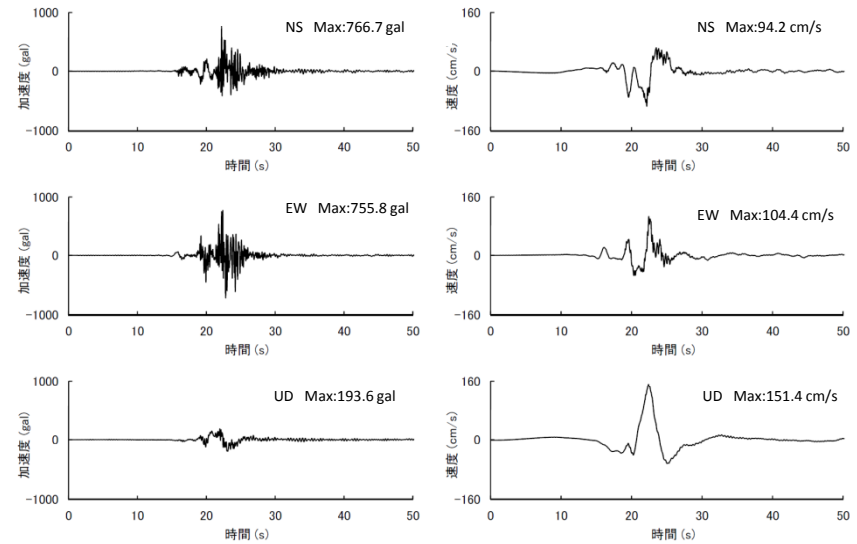 NS Max:766.7 gal
1000
0
−1000
加速度 (gal)
0 10 20 30 40 50
時間 (s)
NS Max:94.2 cm/s
160
0
−160
速度 (cm/s)
0 10 20 30 40 50
時間 (s)
EW Max:755.8 gal
1000
0
−1000
加速度 (gal)
0 10 20 30 40 50
時間 (s)
EW Max:104.4 cm/s
160
0
−160
速度 (cm/s)
0 10 20 30 40 50
時間 (s)
UD Max:193.6 gal
1000
0
−1000
加速度 (gal)
0 10 20 30 40 50
時間 (s)
UD Max:151.4 cm/s
160
0
−160
速度 (cm/s)
0 10 20 30 40 50
時間 (s)